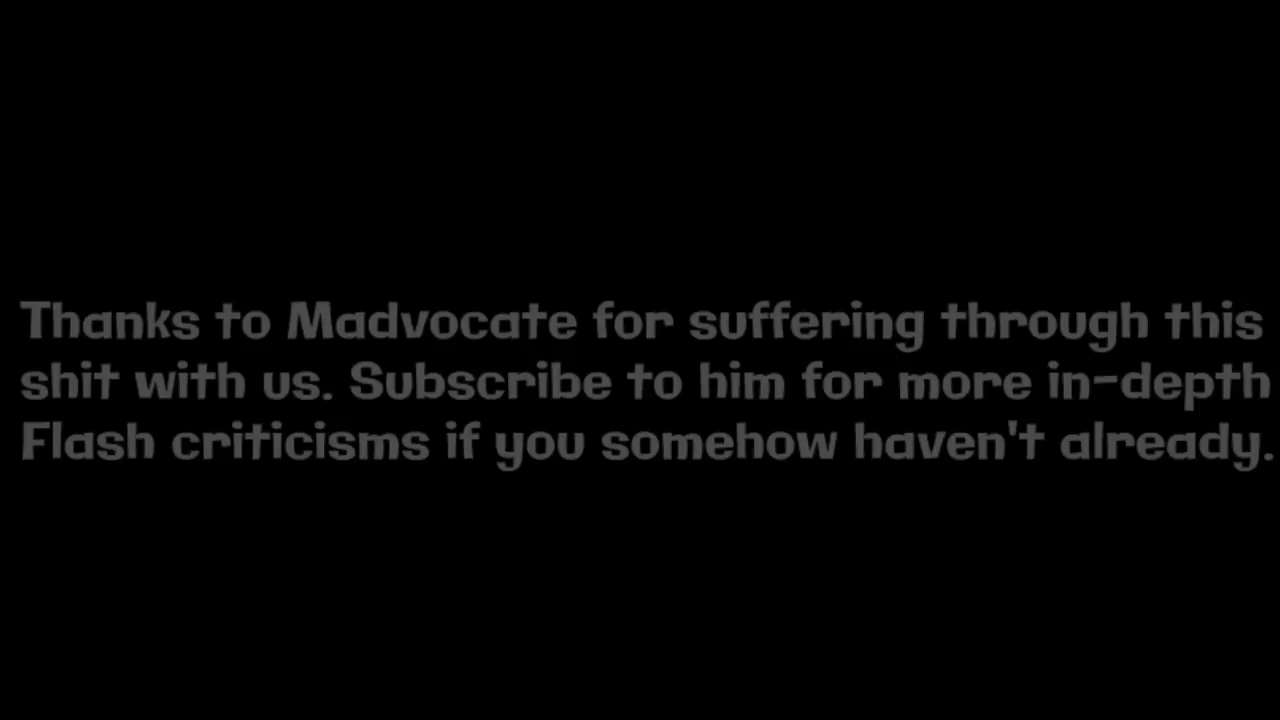 Thanks to Madvocate for suffering through this
shit with us. Subscribe to him for more in-depth
Flash criticisms if you somehow haven't already.